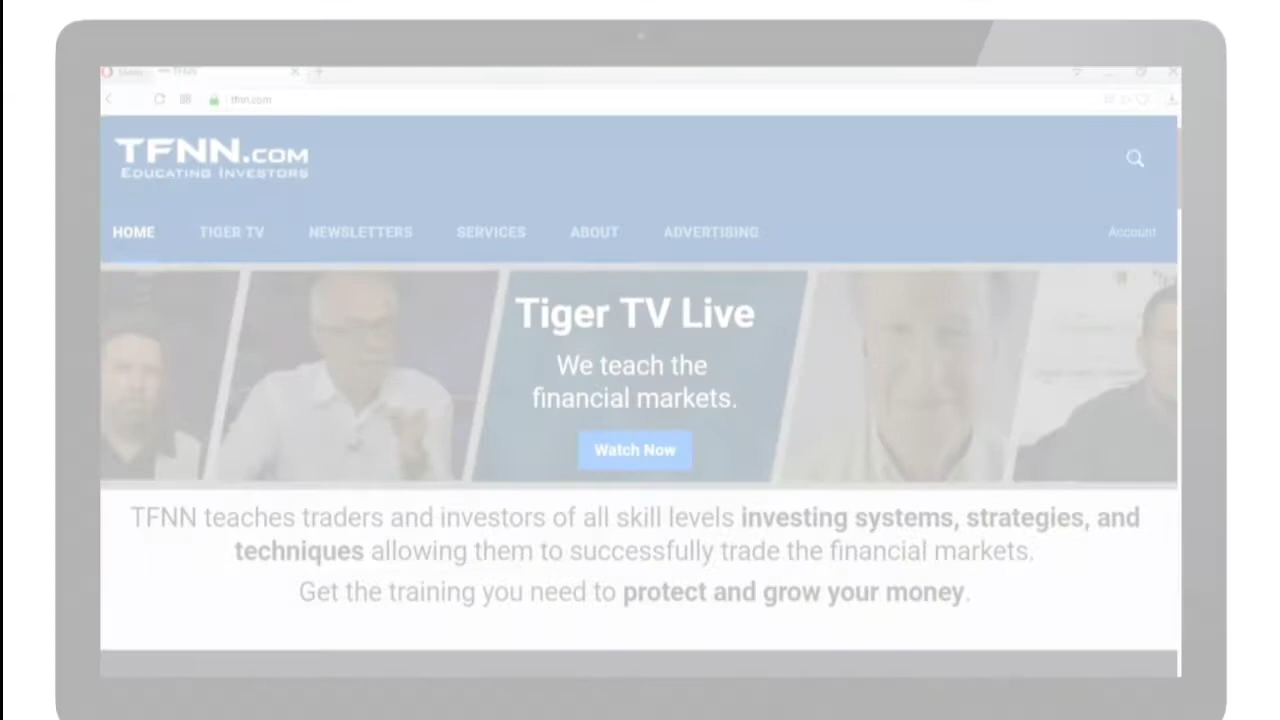 TFNN
tfnn.com
TFNN.COM
EDUCATING INVESTORS
HOME TIGER TV NEWSLETTERS SERVICES ABOUT ADVERTISING Account
Tiger TV Live
We teach the
financial markets.
Watch Now
TFNN teaches traders and investors of all skill levels investing systems, strategies, and
techniques allowing them to successfully trade the financial markets.
Get the training you need to protect and grow your money.